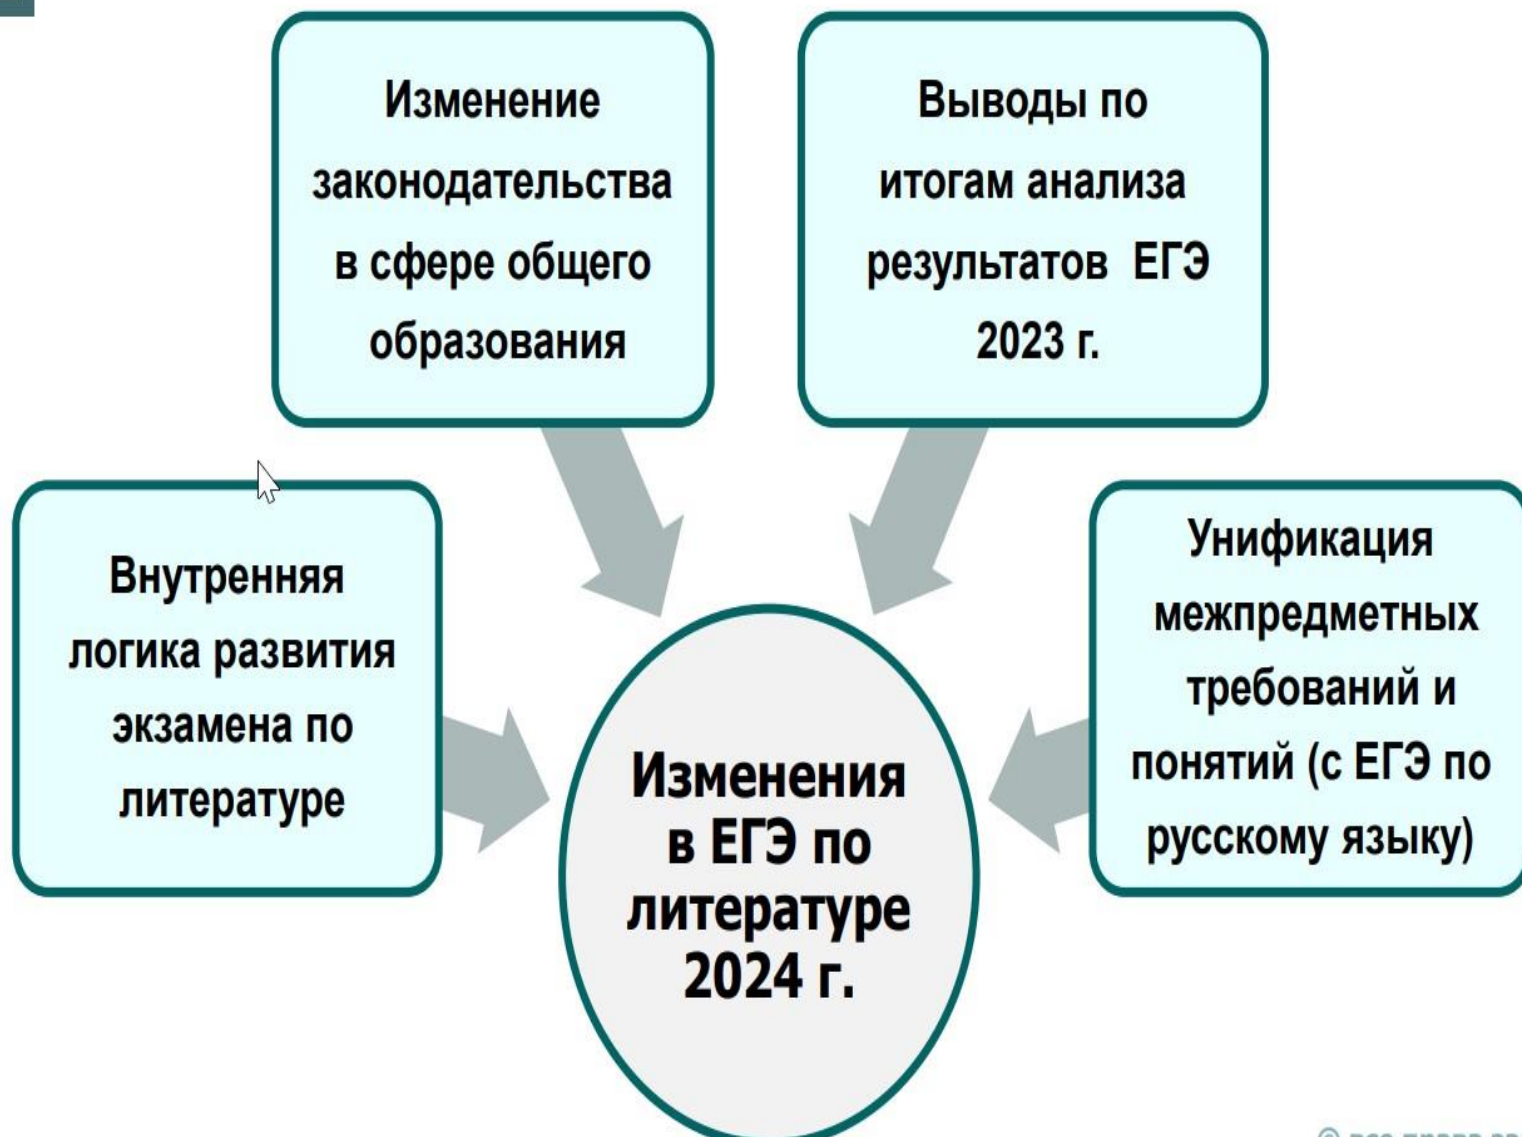 Изменение
законодательства
в сфере общего
образования
Выводы по
итогам анализа
результатов ЕГЭ
2023 г.
Внутренняя
логика развития
экзамена по
литературе
Унификация
межпредметных
требований и
понятий (с ЕГЭ по
русскому языку)
Изменения
в ЕГЭ по
литературе
2024 г.